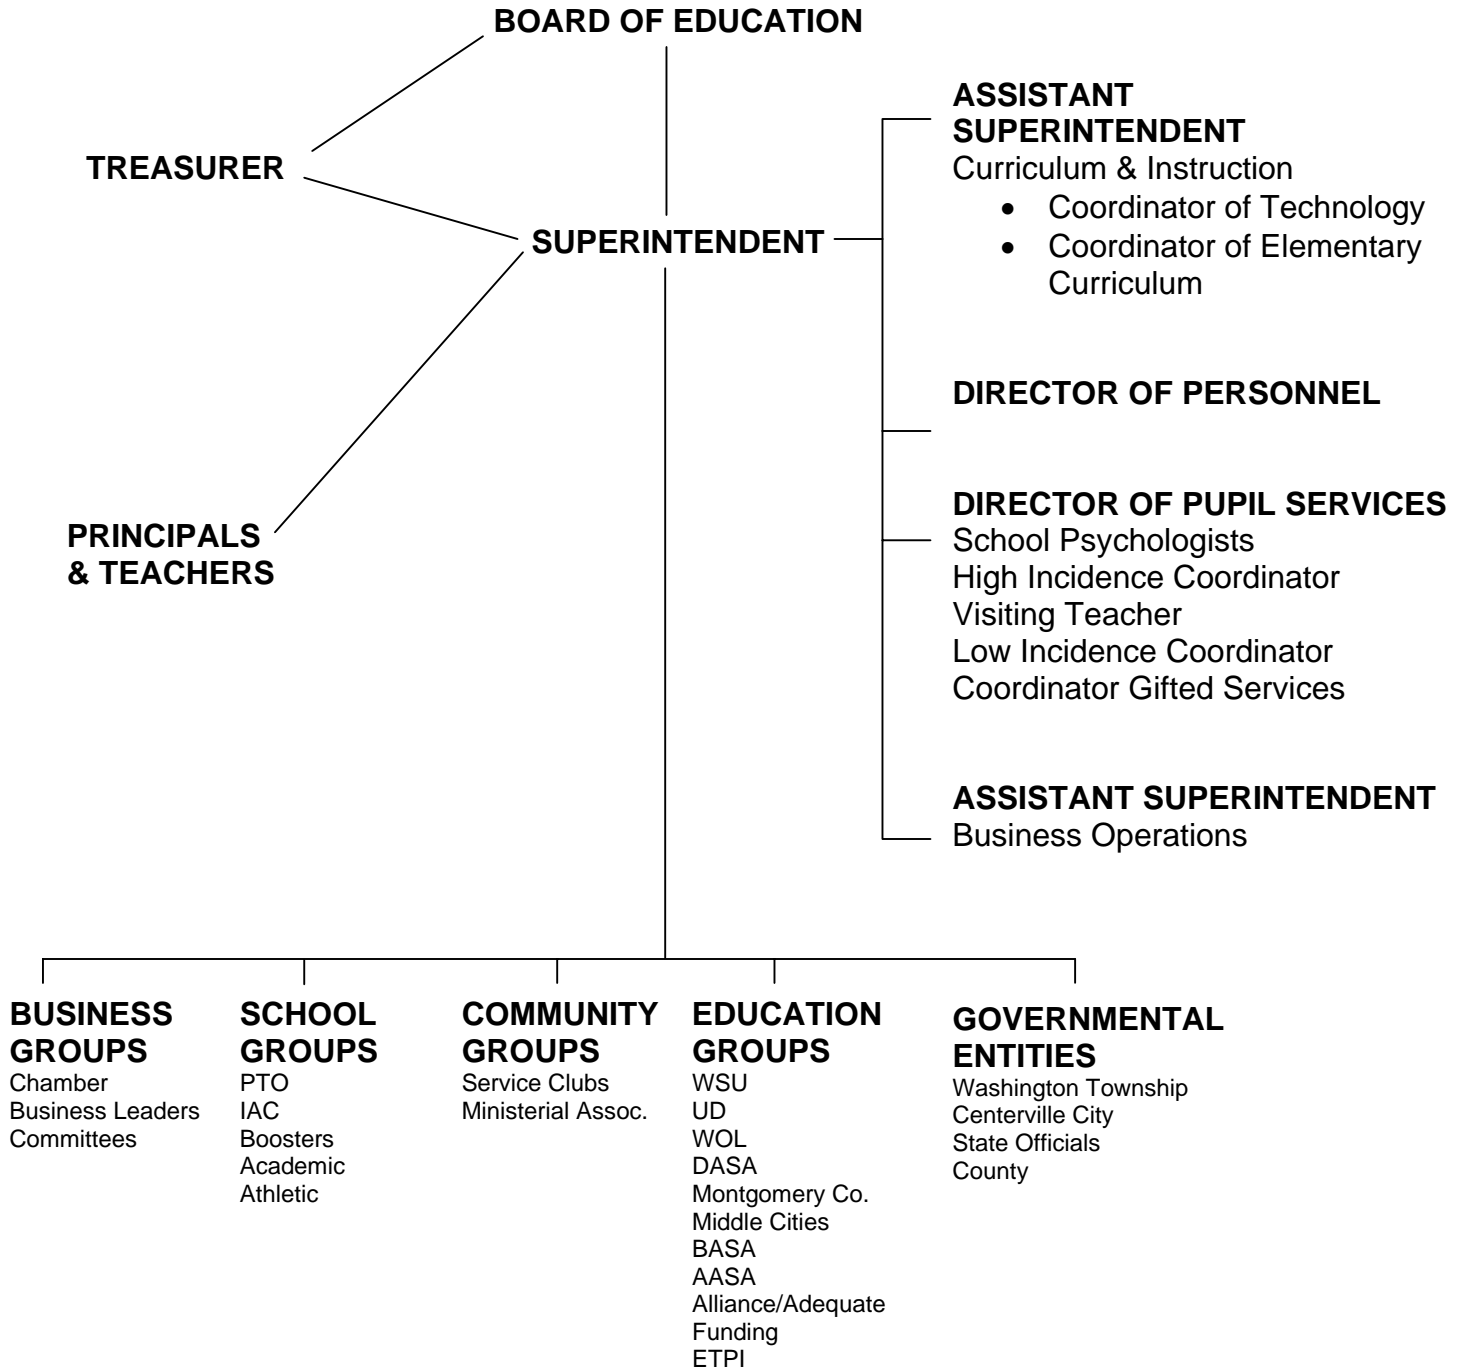 BOARD OF EDUCATION
TREASURER
SUPERINTENDENT
PRINCIPALS
& TEACHERS
ASSISTANT
SUPERINTENDENT
Curriculum & Instruction
• Coordinator of Technology
• Coordinator of Elementary
Curriculum
DIRECTOR OF PERSONNEL
DIRECTOR OF PUPIL SERVICES
School Psychologists
High Incidence Coordinator
Visiting Teacher
Low Incidence Coordinator
Coordinator Gifted Services
ASSISTANT SUPERINTENDENT
Business Operations
BUSINESS
GROUPS
Chamber
Business Leaders
Committees
SCHOOL
GROUPS
PTO
IAC
Boosters
Academic
Athletic
COMMUNITY
GROUPS
Service Clubs
Ministerial Assoc.
EDUCATION
GROUPS
WSU
UD
WOL
DASA
Montgomery Co.
Middle Cities
BASA
AASA
Alliance/Adequate
Funding
ETPI
GOVERNMENTAL
ENTITIES
Washington Township
Centerville City
State Officials
County